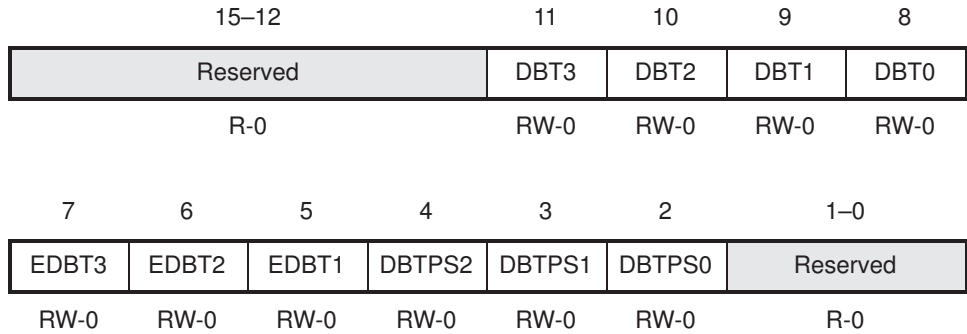 15–12 11 10 9 8
Reserved DBT3 DBT2 DBT1 DBT0
R-0 RW-0 RW-0 RW-0 RW-0
7 6 5 4 3 2 1–0
EDBT3 EDBT2 EDBT1 DBTPS2 DBTPS1 DBTPS0 Reserved
RW-0 RW-0 RW-0 RW-0 RW-0 RW-0 R-0